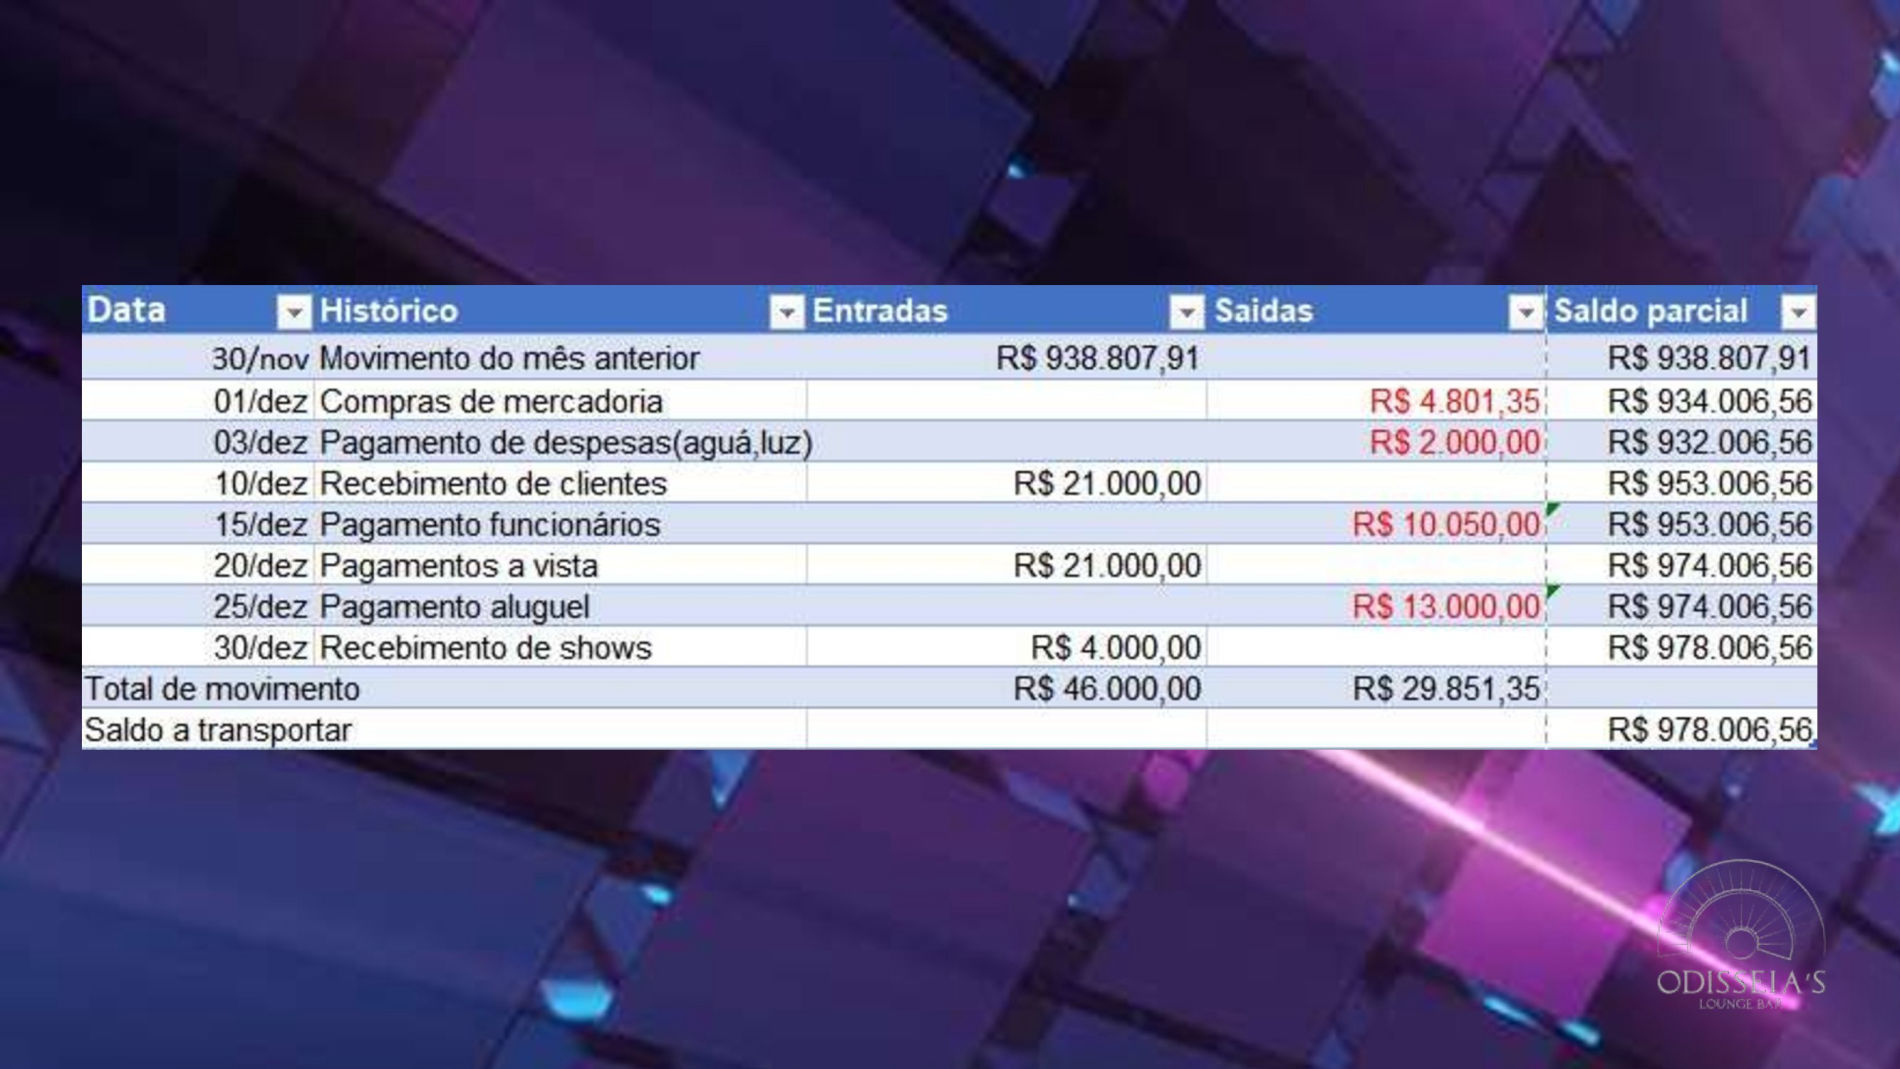 Data Histórico Entradas Saidas Saldo parcial
30/nov Movimento do mês anterior R$ 938.807,91 R$ 938.807,91
01/dez Compras de mercadoria R$ 4.801,35 R$ 934.006,56
03/dez Pagamento de despesas(aguá,luz) R$ 2.000,00 R$ 932.006,56
10/dez Recebimento de clientes R$ 21.000,00 R$ 953.006,56
15/dez Pagamento funcionários R$ 10.050,00 R$ 953.006,56
20/dez Pagamentos a vista R$ 21.000,00 R$ 974.006,56
25/dez Pagamento aluguel R$ 13.000,00 R$ 974.006,56
30/dez Recebimento de shows R$ 4.000,00 R$ 978.006,56
Total de movimento R$ 46.000,00 R$ 29.851,35
Saldo a transportar R$ 978.006,56
ODISSEIA'S
LOUNGE BAR